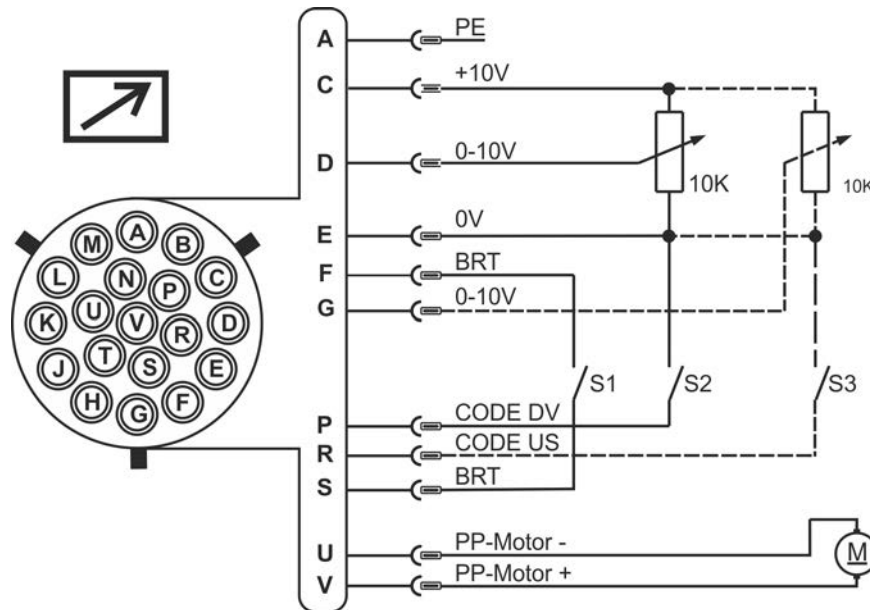 A PE
C +10V
D 0-10V
10K
10K
E 0V
F BRT
G 0-10V
S1
S2
S3
P CODE DV
R CODE US
S BRT
U PP-Motor -
V PP-Motor +
M
A
M
B
L
N
P
C
K
U
V
R
D
J
T
S
E
H
G
F